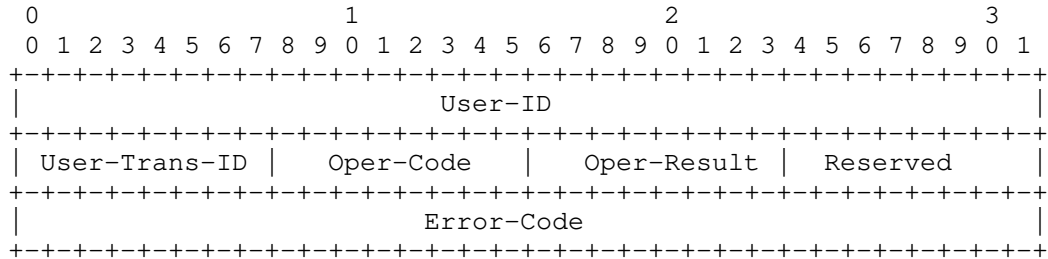 0                   1                   2                   3
 0 1 2 3 4 5 6 7 8 9 0 1 2 3 4 5 6 7 8 9 0 1 2 3 4 5 6 7 8 9 0 1
+-+-+-+-+-+-+-+-+-+-+-+-+-+-+-+-+-+-+-+-+-+-+-+-+-+-+-+-+-+-+-+-+
|                          User-ID                              |
+-+-+-+-+-+-+-+-+-+-+-+-+-+-+-+-+-+-+-+-+-+-+-+-+-+-+-+-+-+-+-+-+
| User-Trans-ID |   Oper-Code   |   Oper-Result |  Reserved     |
+-+-+-+-+-+-+-+-+-+-+-+-+-+-+-+-+-+-+-+-+-+-+-+-+-+-+-+-+-+-+-+-+
|                         Error-Code                            |
+-+-+-+-+-+-+-+-+-+-+-+-+-+-+-+-+-+-+-+-+-+-+-+-+-+-+-+-+-+-+-+-+